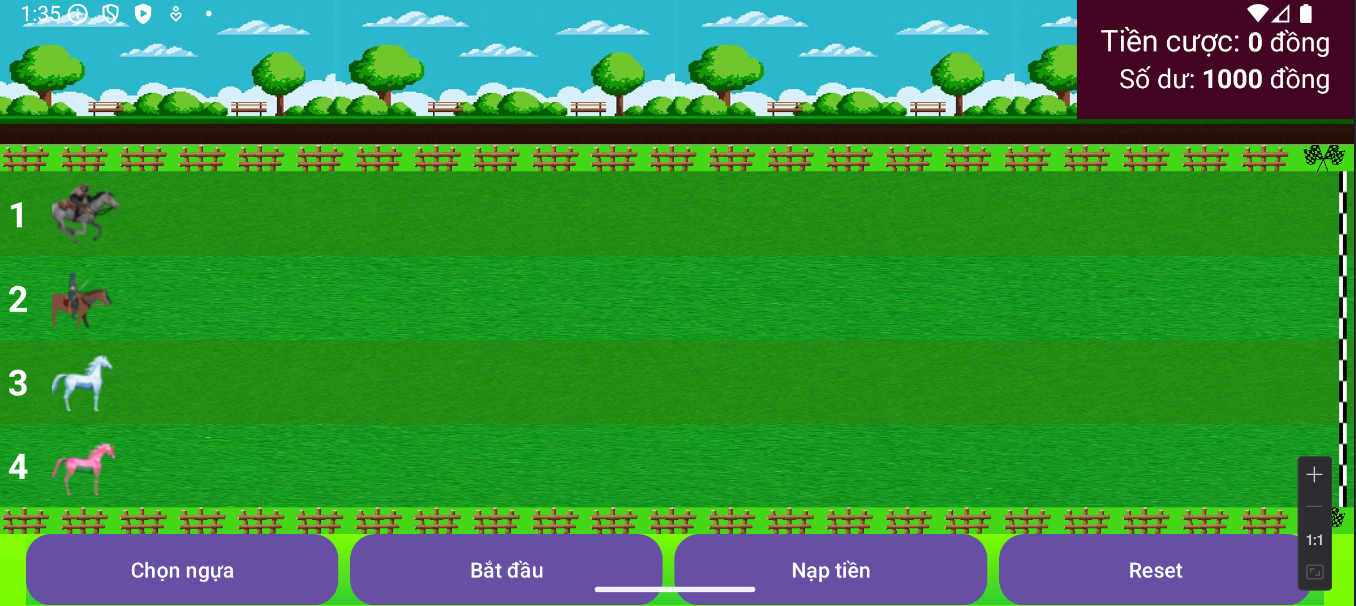 1:35
Tiền cược: 0 đồng
Số dư: 1000 đồng
1
2
3
4
1:1
Chọn ngựa
Bắt đầu
Nạp tiền
Reset